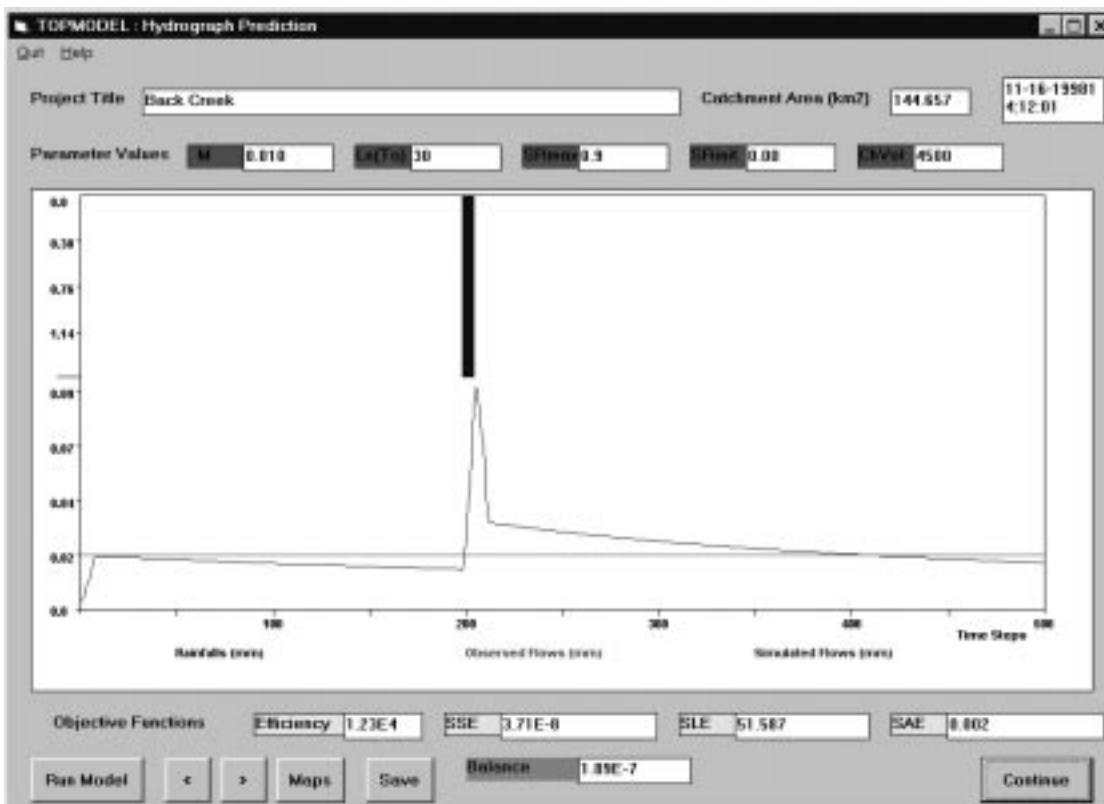 TOPMODEL : Hydrograph Prediction
Quit Help
Project Title Back Creek Catchment Area (km2) 144.657 11-16-19981
4:12:01
Parameter Values M 0.010 Ln(To) 30 SRmax 0.9 SRinit 0.00 ChVel 4500
0.0
0.38
0.76
1.14
0.09
0.07
0.04
0.02
0.0
100 200 300 400 500
Time Steps
Rainfalls (mm) Observed Flows (mm) Simulated Flows (mm)
Objective Functions Efficiency 1.23E4 SSE 3.71E-8 SLE 51.587 SAE 0.002
Run Model < > Maps Save Balance 1.09E-7 Continue